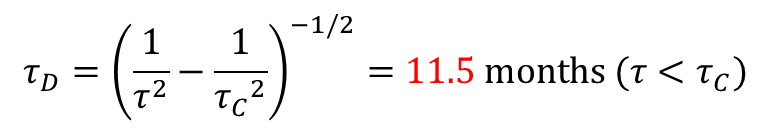 τ_D = (1/τ² − 1/τ_C²)^{−1/2} = 11.5 months (τ < τ_C)